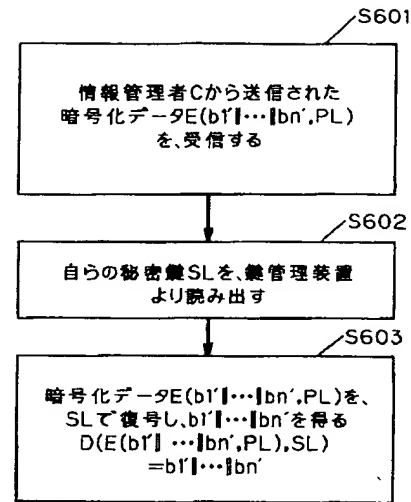 S601
情報管理者Cから送信された
暗号化データE(b1'‖…‖bn',PL)
を、受信する
S602
自らの秘密鍵SLを、鍵管理装置
より読み出す
S603
暗号化データE(b1'‖…‖bn',PL)を、
SLで復号し、b1'‖…‖bn'を得る
D(E(b1'‖…‖bn',PL),SL)
=b1'‖…‖bn'